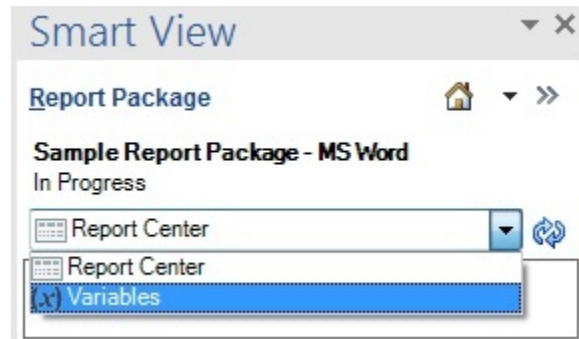 Smart View
Report Package
Sample Report Package - MS Word
In Progress
Report Center
Report Center
(x) Variables